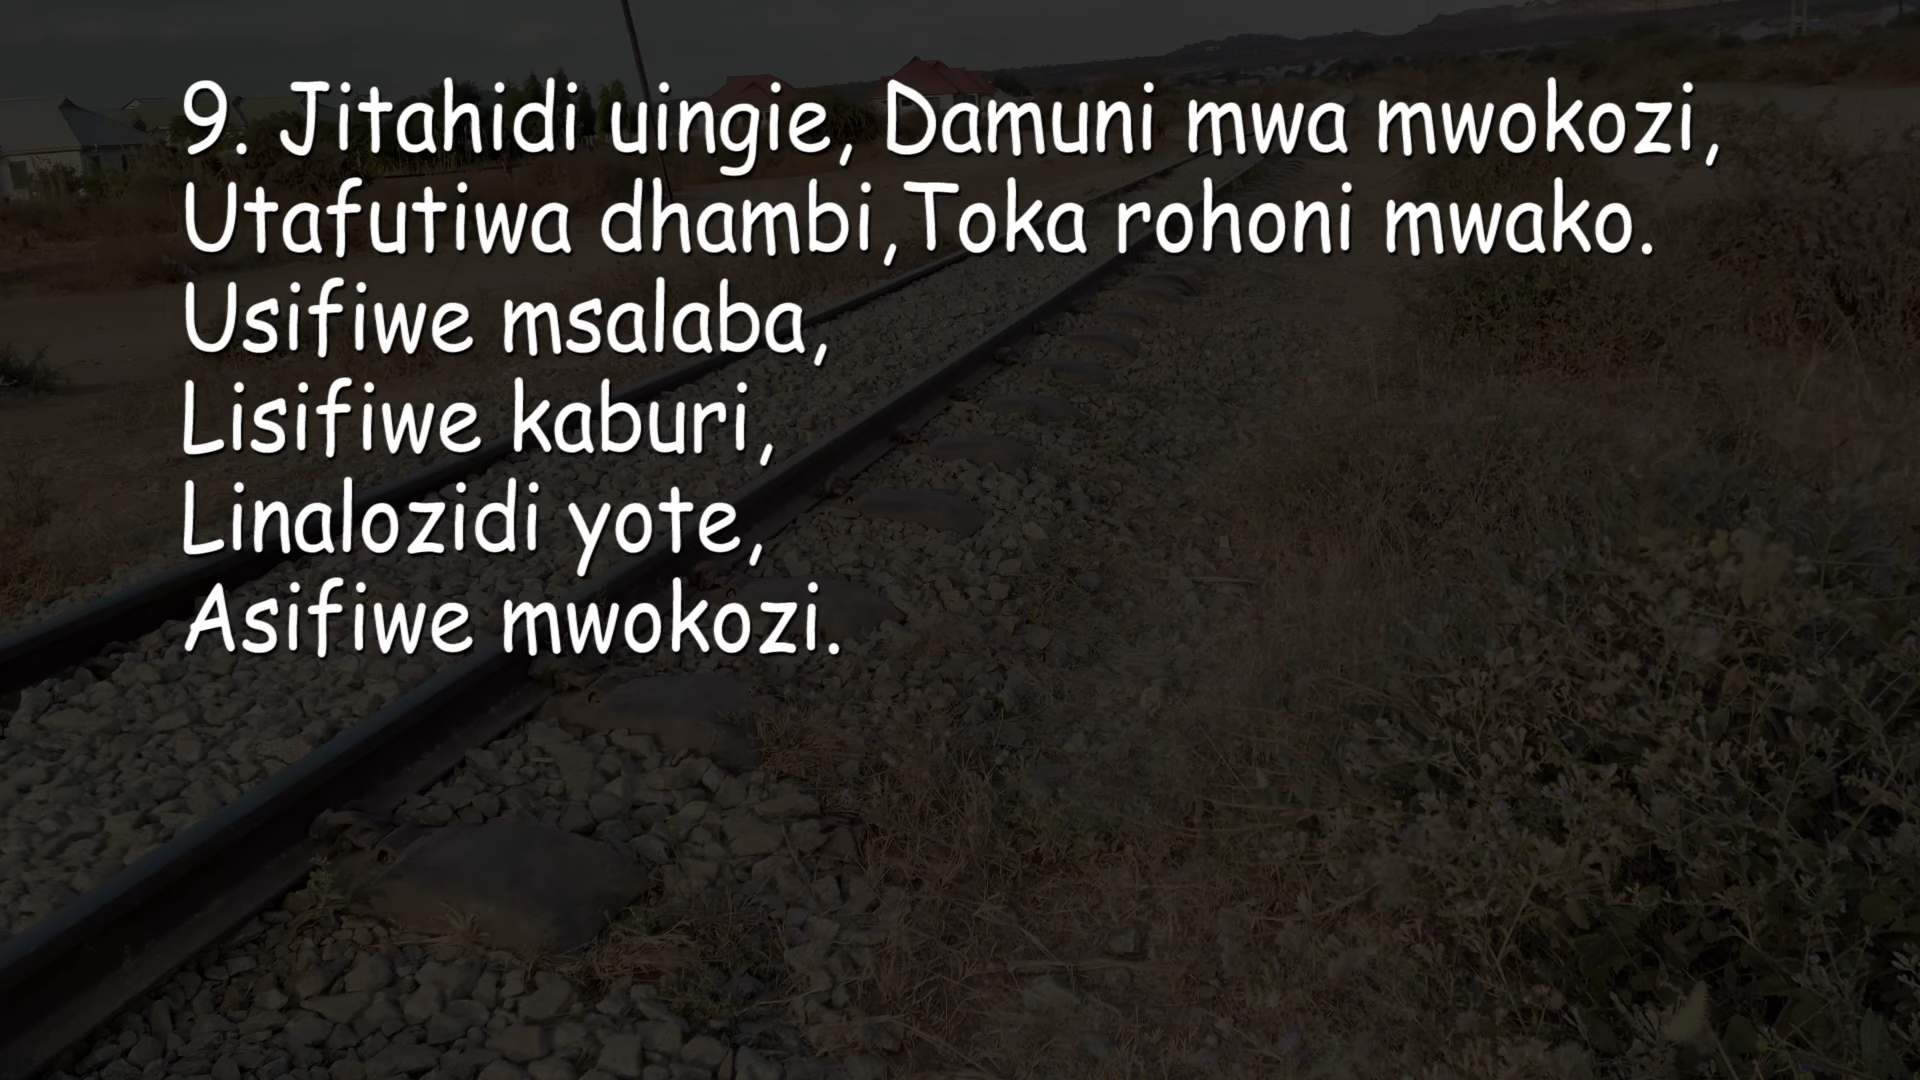 9. Jitahidi uingie, Damuni mwa mwokozi,
Utafutiwa dhambi,Toka rohoni mwako.
Usifiwe msalaba,
Lisifiwe kaburi,
Linalozidi yote,
Asifiwe mwokozi.